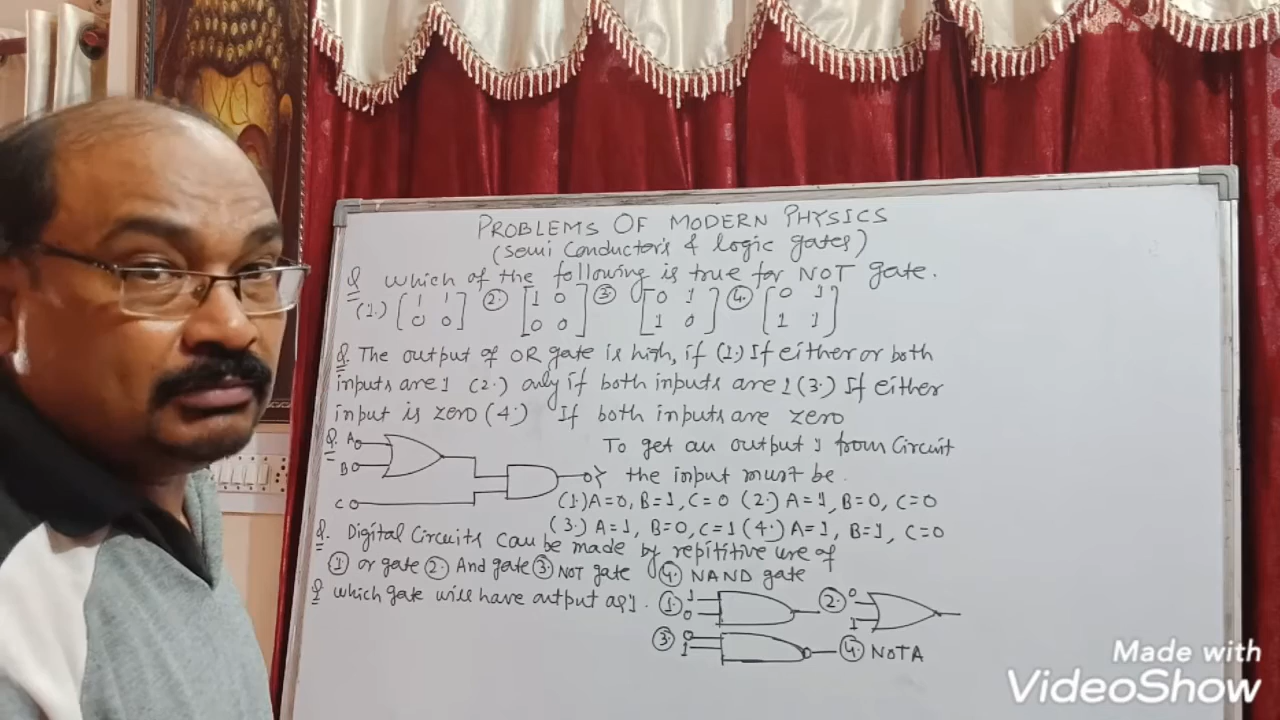 PROBLEMS OF MODERN PHYSICS
(Semi Conductors & logic gates)
Q Which of the following is true for NOT gate.
(1.) [1 1 2. [1 0 3. [0 1 4. [0 1
0 0] 0 0] 1 0] 1 1]
Q. The output of OR gate is high, if (1.) If either or both
inputs are 1 (2.) only if both inputs are 1 (3.) If either
input is zero (4.) If both inputs are zero
Q. A To get an output 1 from Circuit
B Y the input must be.
C (1.) A=0, B=1, C=0 (2.) A=1, B=0, C=0
(3.) A=1, B=0, C=1 (4.) A=1, B=1, C=0
Q. Digital Circuits can be made by repititive use of
1 or gate 2. And gate 3. NOT gate 4. NAND gate
Q which gate will have output as 1. 1. 1 0 2. 0 1
3. 0 1 4. NOTA
Made with
VideoShow